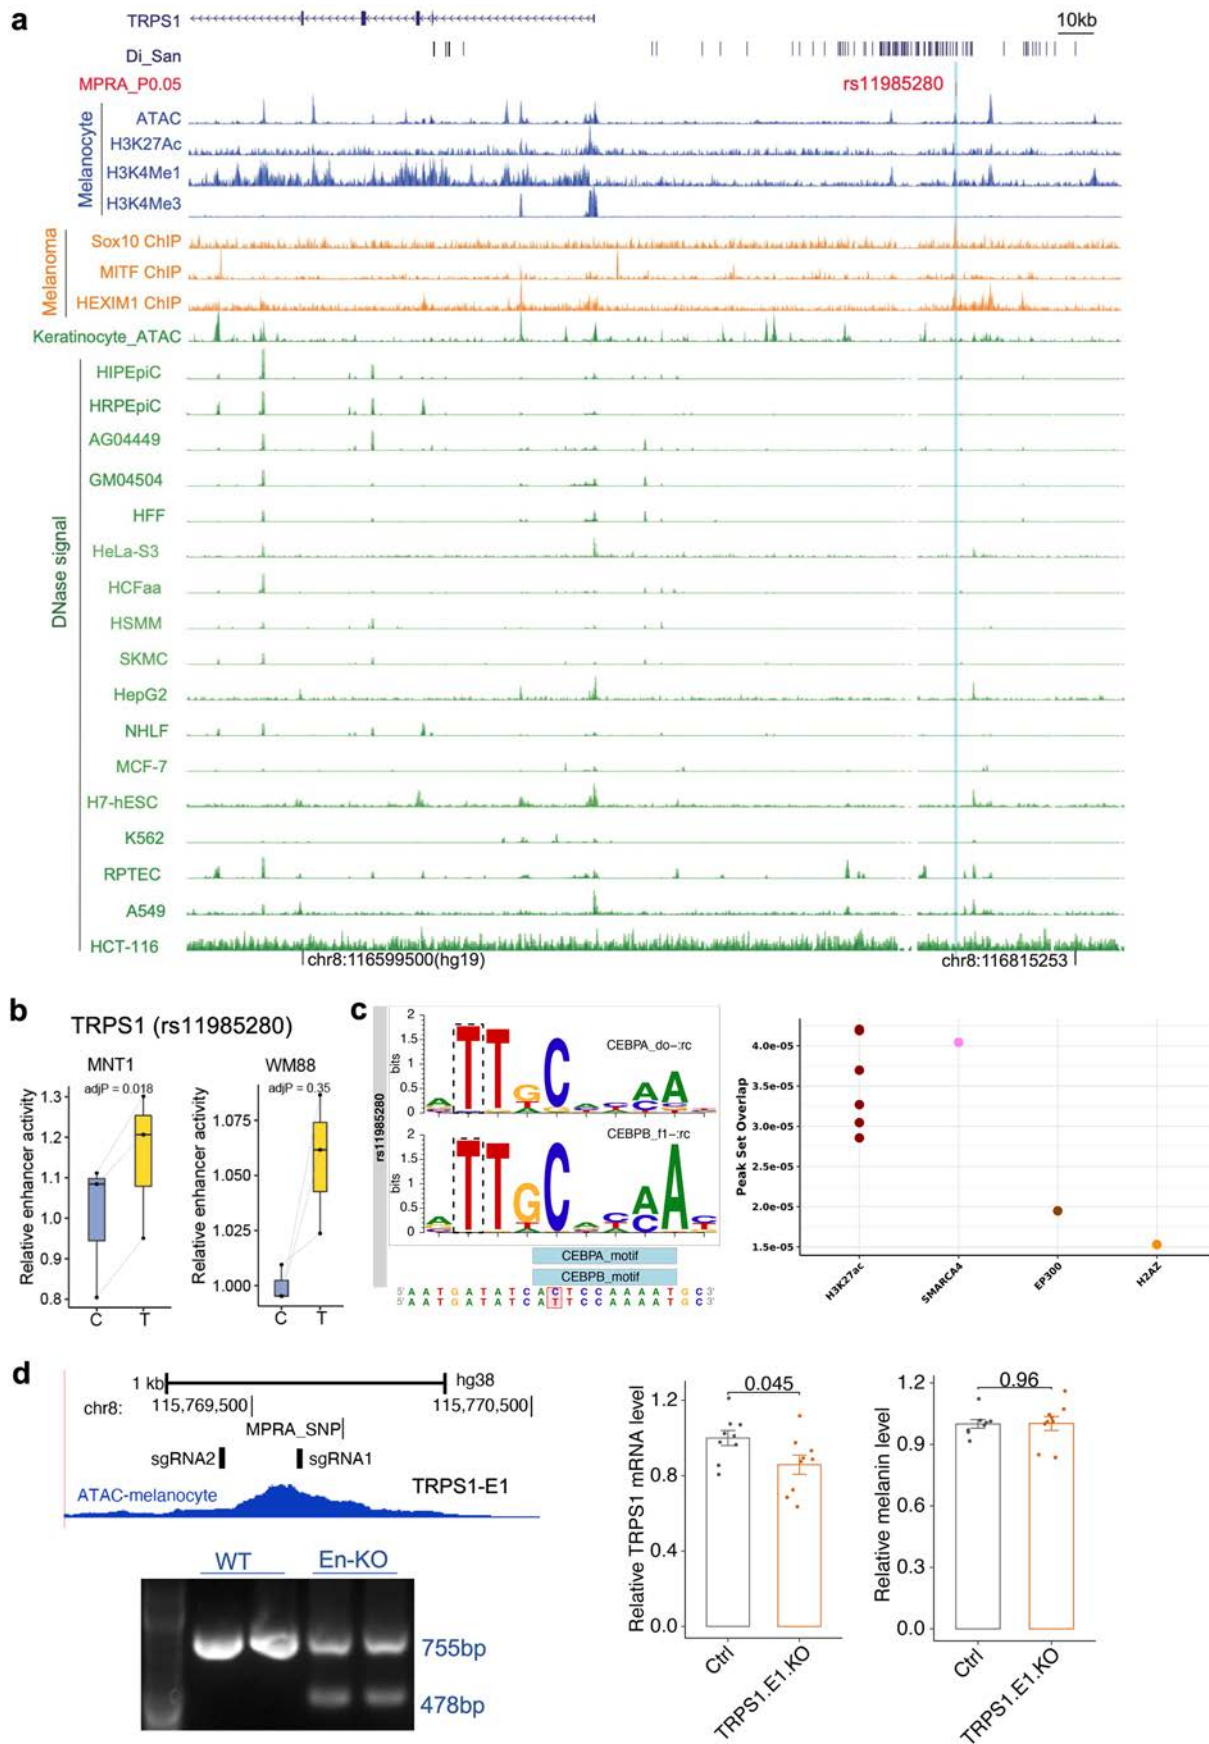 a
TRPS1
10kb
Di_San
MPRA_P0.05
rs11985280
Melanocyte
ATAC
H3K27Ac
H3K4Me1
H3K4Me3
Melanoma
Sox10 ChIP
MITF ChIP
HEXIM1 ChIP
Keratinocyte_ATAC
DNase signal
HIPEpiC
HRPEpiC
AG04449
GM04504
HFF
HeLa-S3
HCFaa
HSMM
SKMC
HepG2
NHLF
MCF-7
H7-hESC
K562
RPTEC
A549
HCT-116
chr8:116599500(hg19)
chr8:116815253
b
TRPS1 (rs11985280)
MNT1
adjP = 0.018
Relative enhancer activity
1.3
1.2
1.1
1.0
0.9
0.8
C T
WM88
adjP = 0.35
Relative enhancer activity
1.075
1.050
1.025
1.000
C T
c
rs11985280
bits
2
1.5
1
0.5
0
CEBPA_do-:rc
bits
2
1.5
1
0.5
0
CEBPB_f1-:rc
CEBPA_motif
CEBPB_motif
5' A A T G A T A T C A C T C C A A A A T G C 3'
5' A A T G A T A T C A T T C C A A A A T G C 3'
Peak Set Overlap
4.0e-05
3.5e-05
3.0e-05
2.5e-05
2.0e-05
1.5e-05
H3K27ac
SMARCA4
EP300
H2AZ
d
1 kb
hg38
chr8:
115,769,500
115,770,500
MPRA_SNP
sgRNA2
sgRNA1
ATAC-melanocyte
TRPS1-E1
WT
En-KO
755bp
478bp
Relative TRPS1 mRNA level
0.045
1.2
0.8
0.4
0.0
Ctrl
TRPS1.E1.KO
Relative melanin level
0.96
1.2
0.9
0.6
0.3
0.0
Ctrl
TRPS1.E1.KO